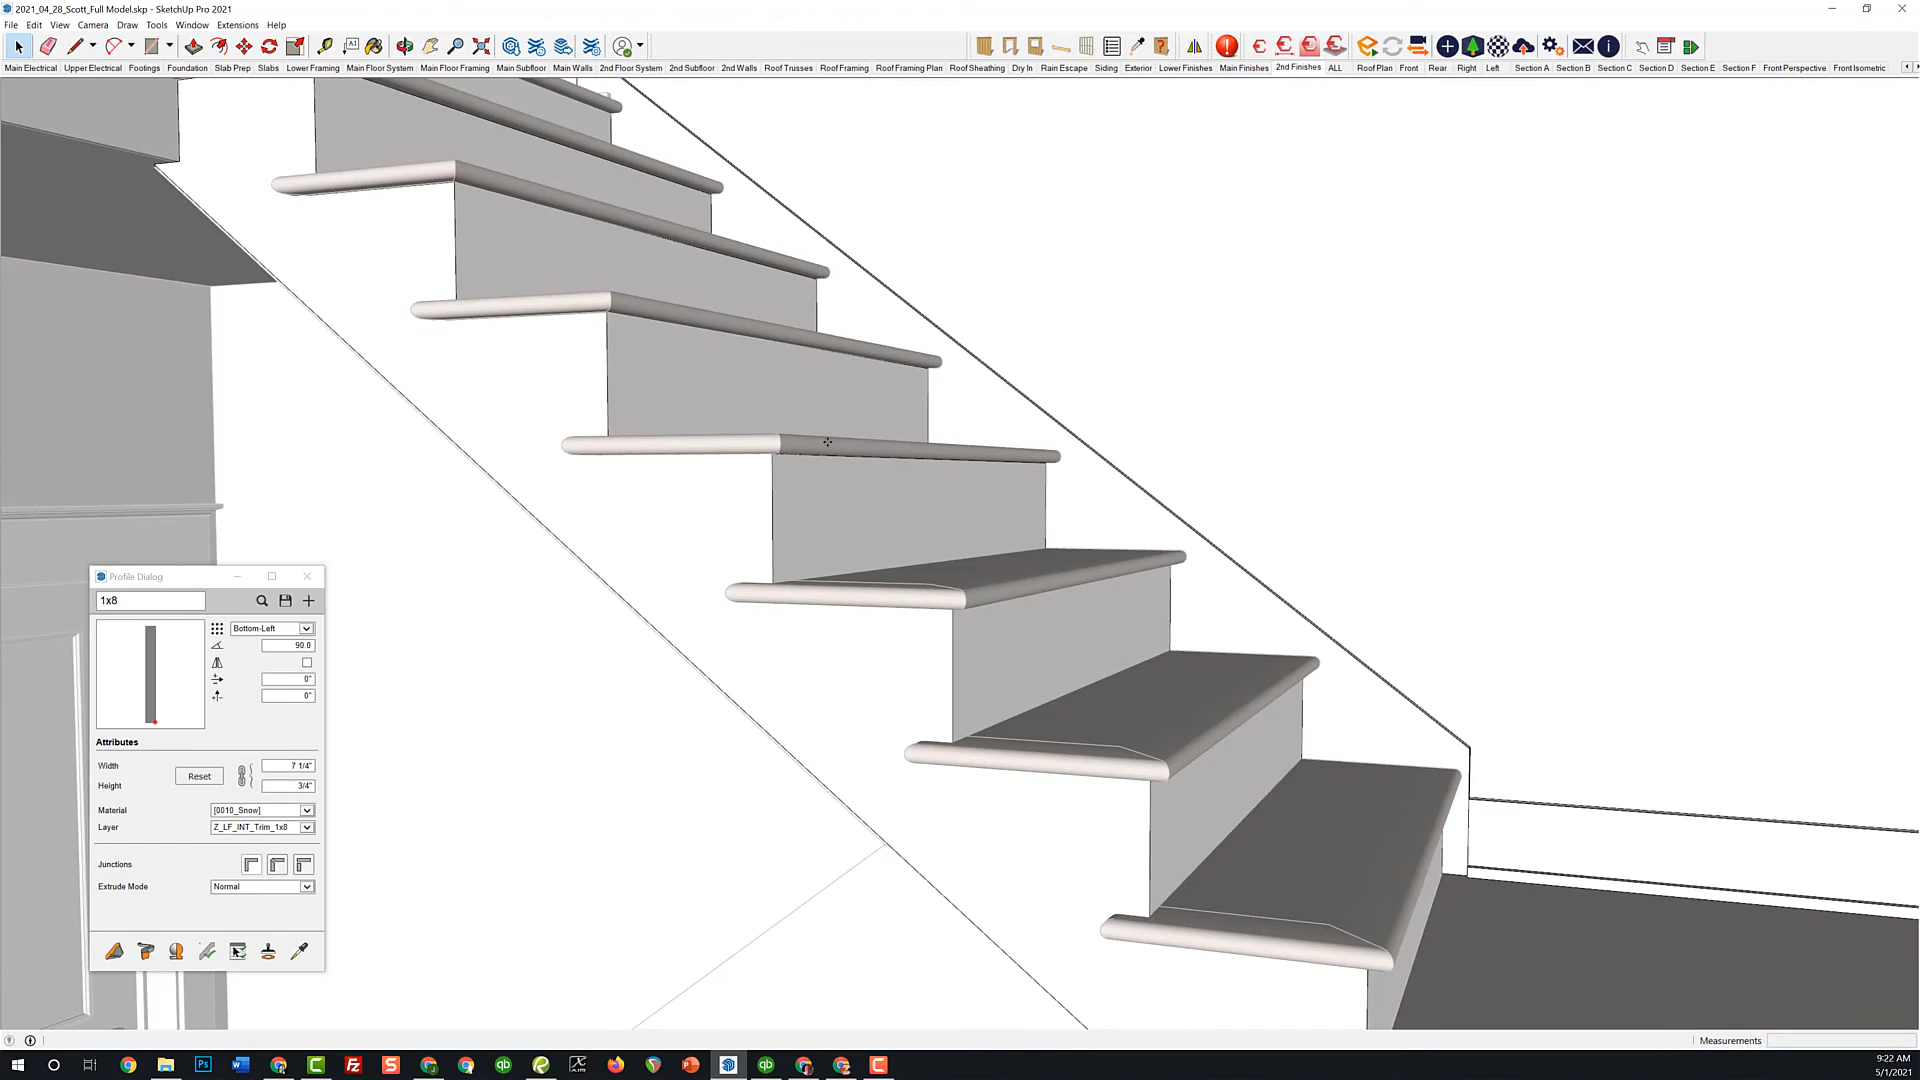 2021_04_28_Scott_Full Model.skp - SketchUp Pro 2021
File Edit View Camera Draw Tools Window Extensions Help
Main Electrical Upper Electrical Footings Foundation Slab Prep Slabs Lower Framing Main Floor System Main Floor Framing Main Subfloor Main Walls 2nd Floor System 2nd Subfloor 2nd Walls Roof Trusses Roof Framing Roof Framing Plan Roof Sheathing Dry In Rain Escape Siding Exterior Lower Finishes Main Finishes 2nd Finishes ALL Roof Plan Front Rear Right Left Section A Section B Section C Section D Section E Section F Front Perspective Front Isometric
Profile Dialog
1x8
Bottom-Left
90.0
0"
0"
Attributes
Width 7 1/4"
Reset
Height 3/4"
Material [0010_Snow]
Layer Z_LF_INT_Trim_1x8
Junctions
Extrude Mode Normal
Measurements
9:22 AM
5/1/2021